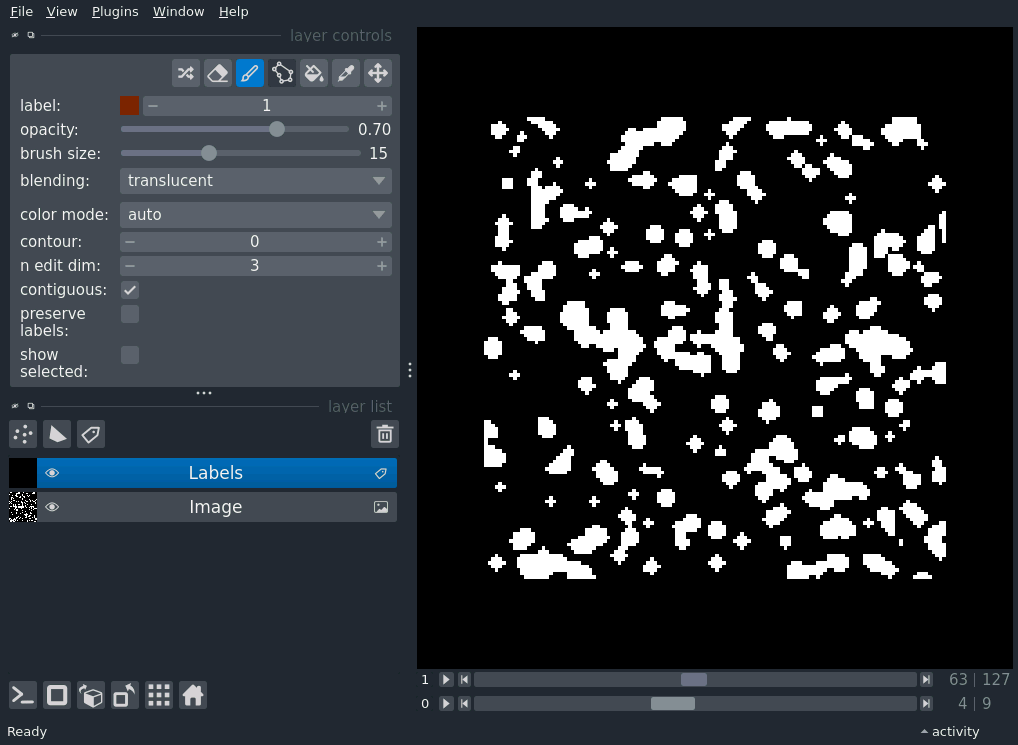 File View Plugins Window Help
layer controls
label: 1
opacity: 0.70
brush size: 15
blending: translucent
color mode: auto
contour: 0
n edit dim: 3
contiguous:
preserve
labels:
show
selected:
layer list
Labels
Image
1 63 | 127
0 4 | 9
Ready activity